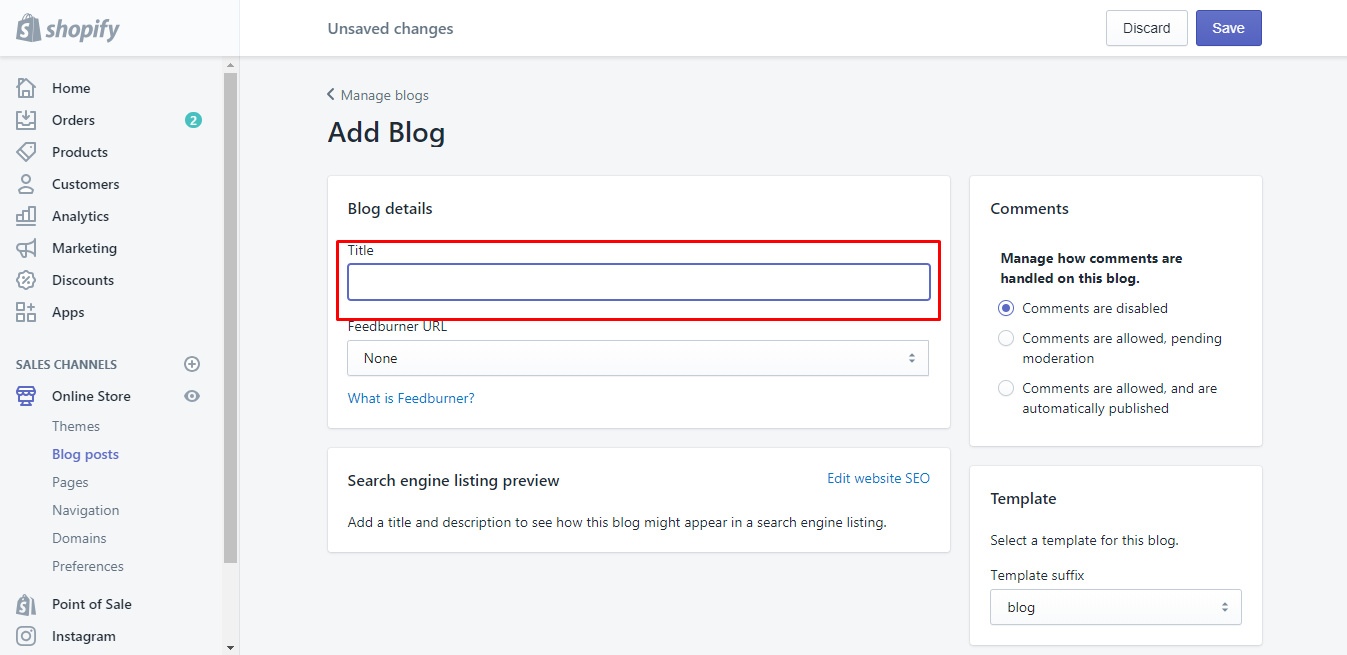 shopify
Unsaved changes
Discard
Save
Home
Orders
2
Products
Customers
Analytics
Marketing
Discounts
Apps
SALES CHANNELS
Online Store
Themes
Blog posts
Pages
Navigation
Domains
Preferences
Point of Sale
Instagram
Manage blogs
Add Blog
Blog details
Title
Feedburner URL
None
What is Feedburner?
Search engine listing preview
Edit website SEO
Add a title and description to see how this blog might appear in a search engine listing.
Comments
Manage how comments are
handled on this blog.
Comments are disabled
Comments are allowed, pending
moderation
Comments are allowed, and are
automatically published
Template
Select a template for this blog.
Template suffix
blog